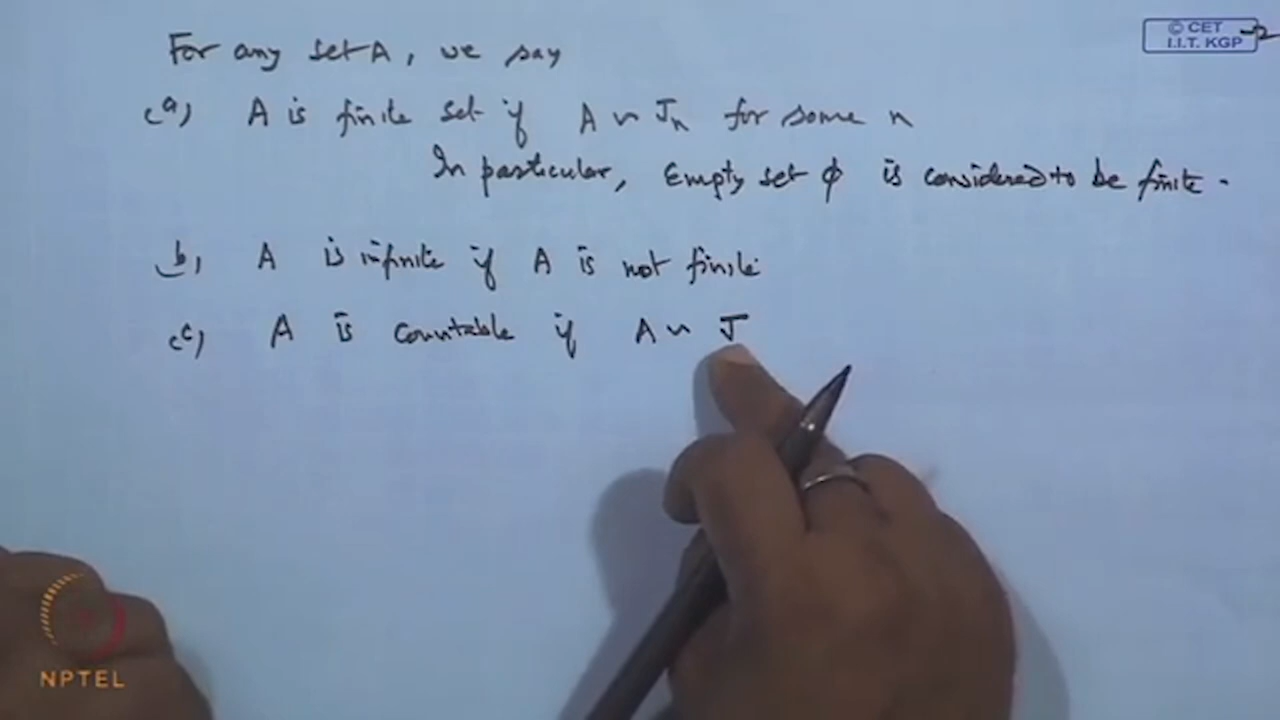 © CET
I.I.T. KGP
For any set A, we say
(a) A is finite set if A ~ Jn for some n
In particular, Empty set ϕ is considered to be finite.
(b) A is infinite if A is not finite
(c) A is countable if A ~ J
NPTEL